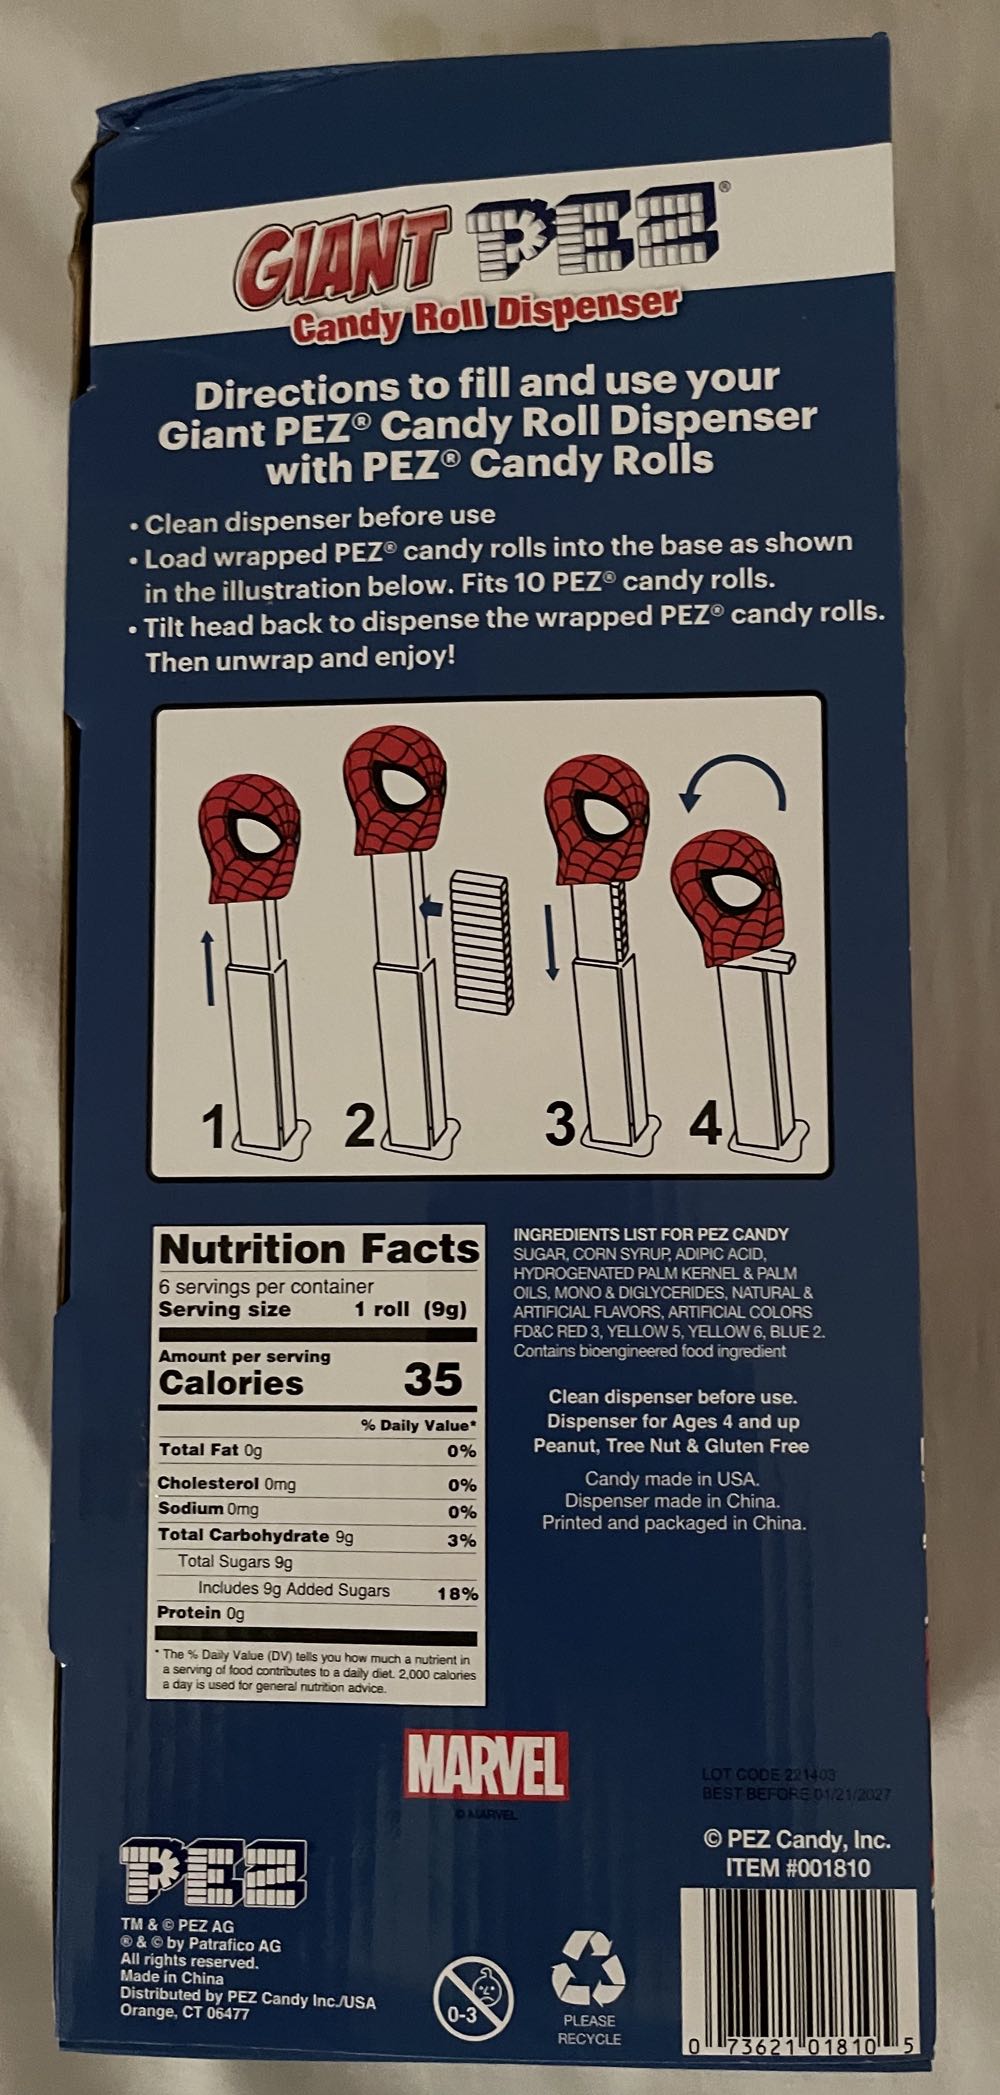 GIANT PEZ®
Candy Roll Dispenser
Directions to fill and use your
Giant PEZ® Candy Roll Dispenser
with PEZ® Candy Rolls
• Clean dispenser before use
• Load wrapped PEZ® candy rolls into the base as shown
in the illustration below. Fits 10 PEZ® candy rolls.
• Tilt head back to dispense the wrapped PEZ® candy rolls.
Then unwrap and enjoy!
1 2 3 4
Nutrition Facts
6 servings per container
Serving size 1 roll (9g)
Amount per serving
Calories 35
% Daily Value*
Total Fat 0g 0%
Cholesterol 0mg 0%
Sodium 0mg 0%
Total Carbohydrate 9g 3%
Total Sugars 9g
Includes 9g Added Sugars 18%
Protein 0g
* The % Daily Value (DV) tells you how much a nutrient in
a serving of food contributes to a daily diet. 2,000 calories
a day is used for general nutrition advice.
INGREDIENTS LIST FOR PEZ CANDY
SUGAR, CORN SYRUP, ADIPIC ACID,
HYDROGENATED PALM KERNEL & PALM
OILS, MONO & DIGLYCERIDES, NATURAL &
ARTIFICIAL FLAVORS, ARTIFICIAL COLORS
FD&C RED 3, YELLOW 5, YELLOW 6, BLUE 2.
Contains bioengineered food ingredient
Clean dispenser before use.
Dispenser for Ages 4 and up
Peanut, Tree Nut & Gluten Free
Candy made in USA.
Dispenser made in China.
Printed and packaged in China.
MARVEL
© MARVEL
LOT CODE 221403
BEST BEFORE 01/21/2027
© PEZ Candy, Inc.
ITEM #001810
PEZ
TM & © PEZ AG
® & © by Patrafico AG
All rights reserved.
Made in China
Distributed by PEZ Candy Inc./USA
Orange, CT 06477
0-3
PLEASE
RECYCLE
0 73621 01810 5